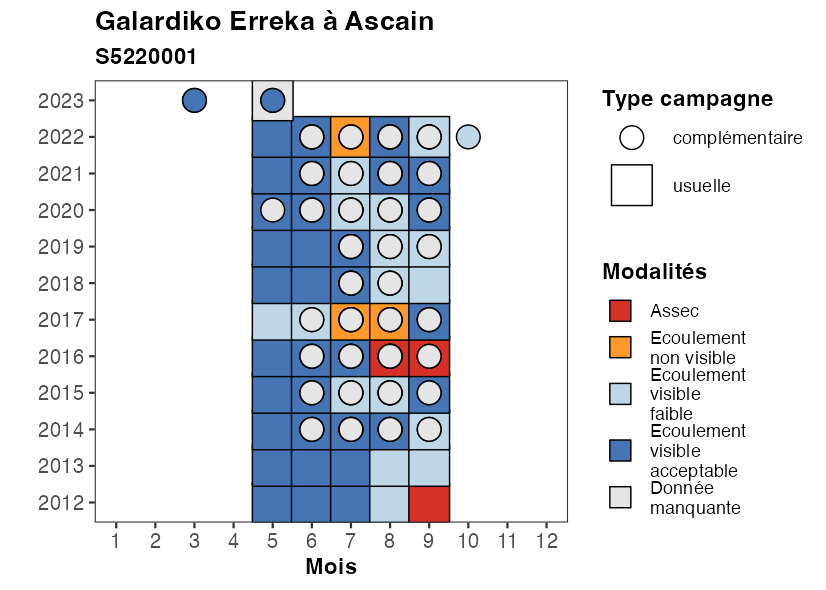 Galardiko Erreka à Ascain
S5220001
2023
2022
2021
2020
2019
2018
2017
2016
2015
2014
2013
2012
1 2 3 4 5 6 7 8 9 10 11 12
Mois
Type campagne
complémentaire
usuelle
Modalités
Assec
Ecoulement
non visible
Ecoulement
visible
faible
Ecoulement
visible
acceptable
Donnée
manquante